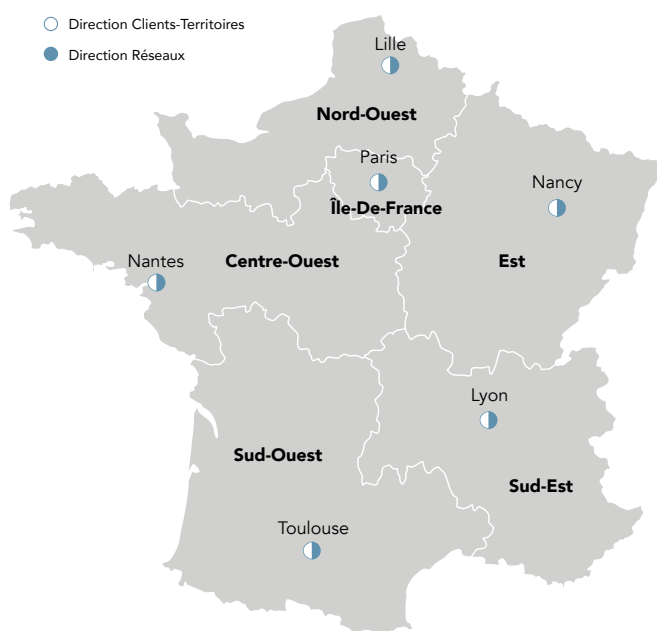 Direction Clients-Territoires
Direction Réseaux
Lille
Nord-Ouest
Paris
Île-De-France
Nancy
Nantes
Centre-Ouest
Est
Lyon
Sud-Ouest
Sud-Est
Toulouse